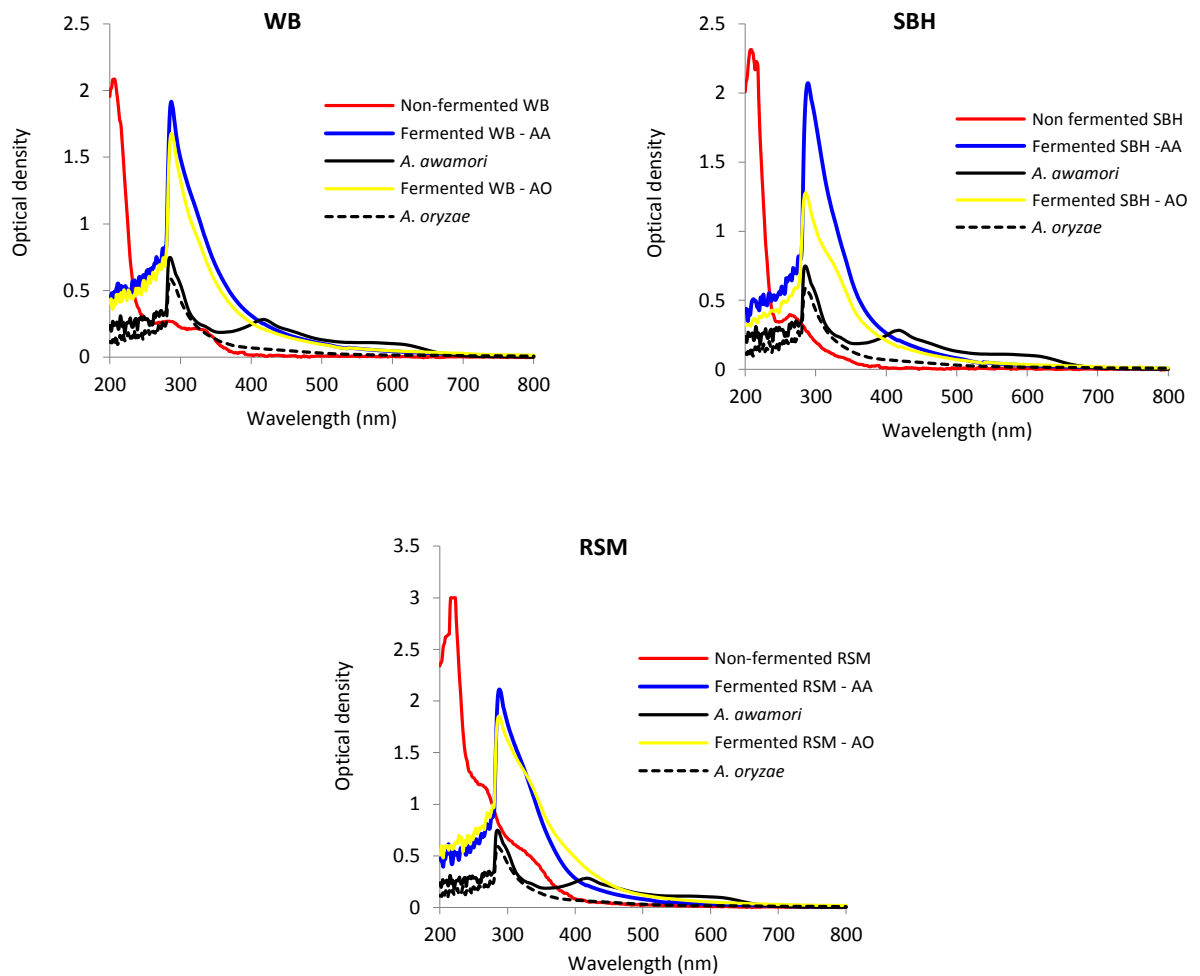 WB
2.5
2
1.5
1
0.5
0
Optical density
200 300 400 500 600 700 800
Wavelength (nm)
Non-fermented WB
Fermented WB - AA
A. awamori
Fermented WB - AO
A. oryzae
SBH
2.5
2
1.5
1
0.5
0
Optical density
200 300 400 500 600 700 800
Wavelength (nm)
Non fermented SBH
Fermented SBH -AA
A. awamori
Fermented SBH - AO
A. oryzae
RSM
3.5
3
2.5
2
1.5
1
0.5
0
Optical density
200 300 400 500 600 700 800
Wavelength (nm)
Non-fermented RSM
Fermented RSM - AA
A. awamori
Fermented RSM - AO
A. oryzae